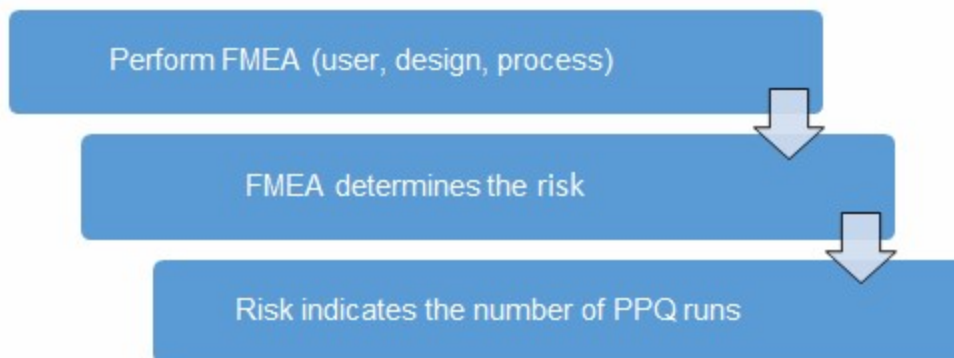 Perform FMEA (user, design, process)
FMEA determines the risk
Risk indicates the number of PPQ runs